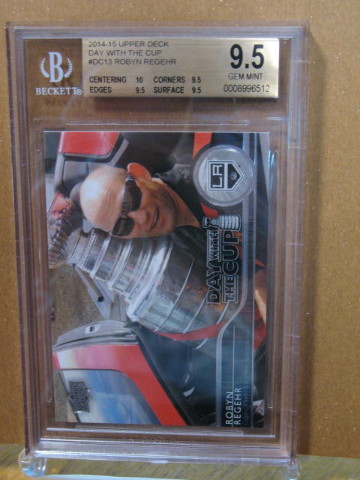 2014-15 UPPER DECK
DAY WITH THE CUP
#DC13 ROBYN REGEHR
CENTERING 10 CORNERS 9.5
EDGES 9.5 SURFACE 9.5
9.5
GEM MINT
0008996512
B
BECKETT
LA
DAY WITH
THE CUP
ROBYN
REGEHR